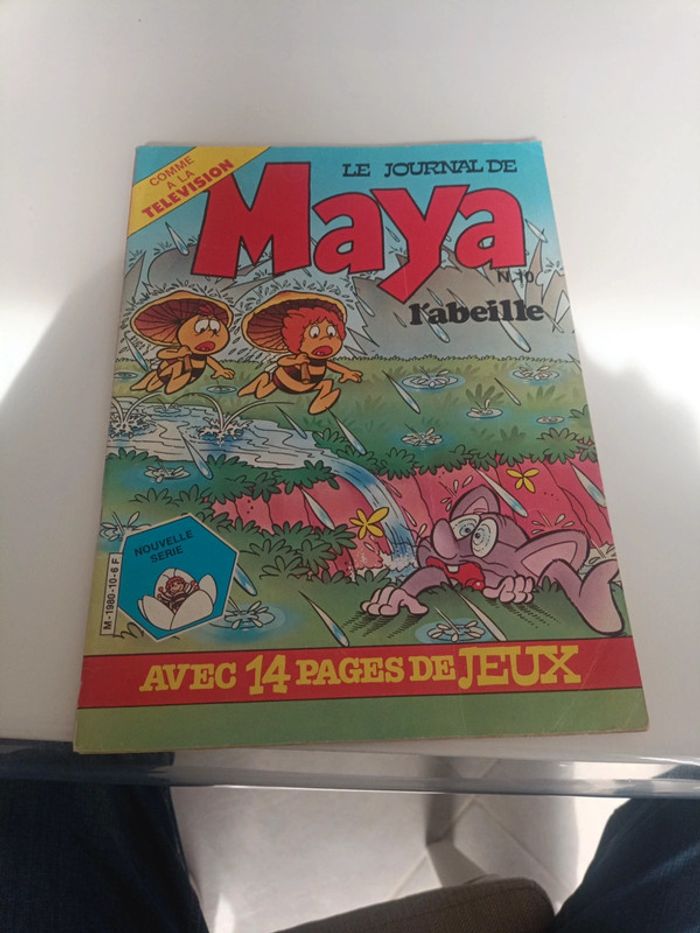 COMME
A LA
TELEVISION
LE JOURNAL DE
Maya
N.10
l'abeille
NOUVELLE
SERIE
M-1980-10-6 F
AVEC 14 PAGES DE JEUX